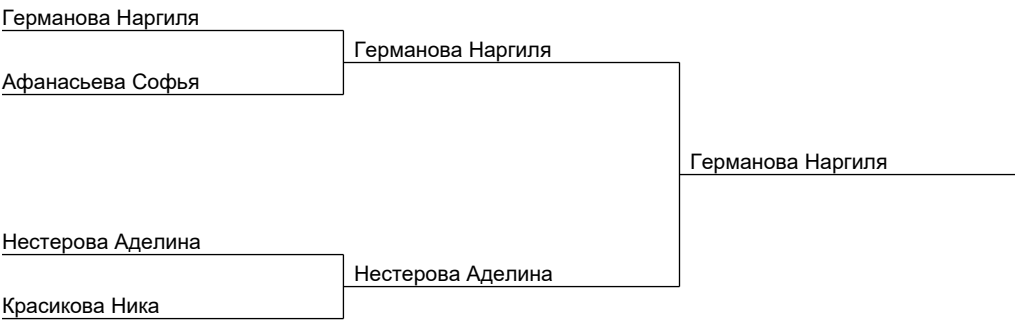 Германова Наргиля
Германова Наргиля
Афанасьева Софья
Германова Наргиля
Нестерова Аделина
Нестерова Аделина
Красикова Ника